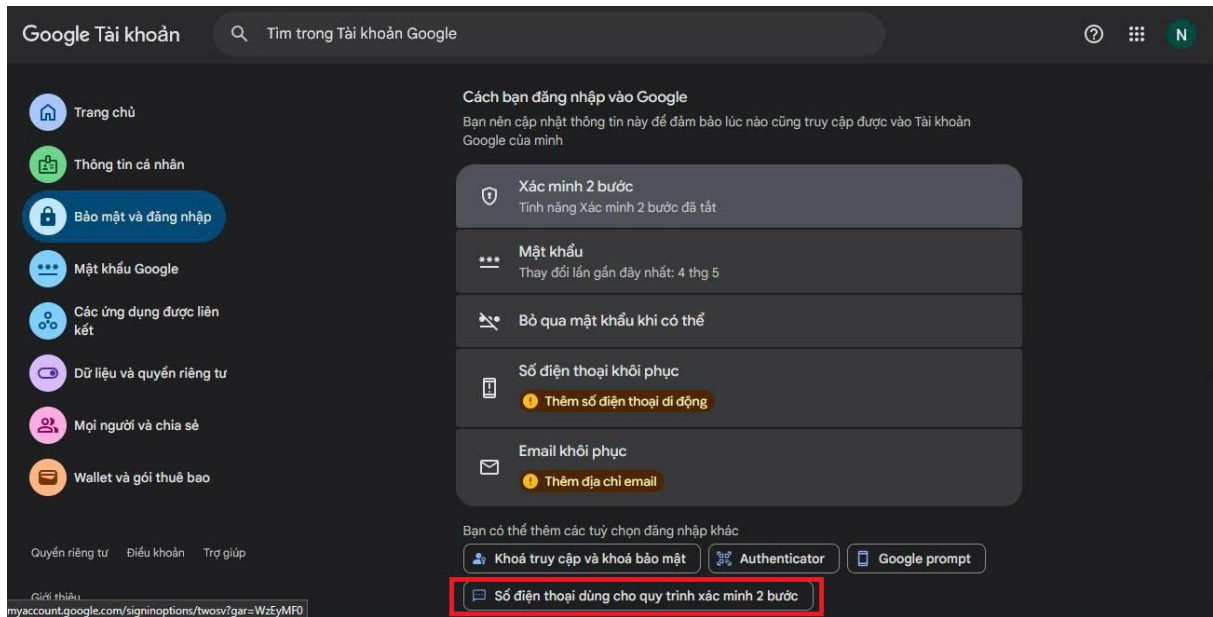 Google Tài khoản
Tìm trong Tài khoản Google
N
Trang chủ
Thông tin cá nhân
Bảo mật và đăng nhập
Mật khẩu Google
Các ứng dụng được liên
kết
Dữ liệu và quyền riêng tư
Mọi người và chia sẻ
Wallet và gói thuê bao
Quyền riêng tư Điều khoản Trợ giúp
Giới thiệu
myaccount.google.com/signinoptions/twosv?gar=WzEyMF0
Cách bạn đăng nhập vào Google
Bạn nên cập nhật thông tin này để đảm bảo lúc nào cũng truy cập được vào Tài khoản
Google của mình
Xác minh 2 bước
Tính năng Xác minh 2 bước đã tắt
Mật khẩu
Thay đổi lần gần đây nhất: 4 thg 5
Bỏ qua mật khẩu khi có thể
Số điện thoại khôi phục
Thêm số điện thoại di động
Email khôi phục
Thêm địa chỉ email
Bạn có thể thêm các tuỳ chọn đăng nhập khác
Khoá truy cập và khoá bảo mật
Authenticator
Google prompt
Số điện thoại dùng cho quy trình xác minh 2 bước